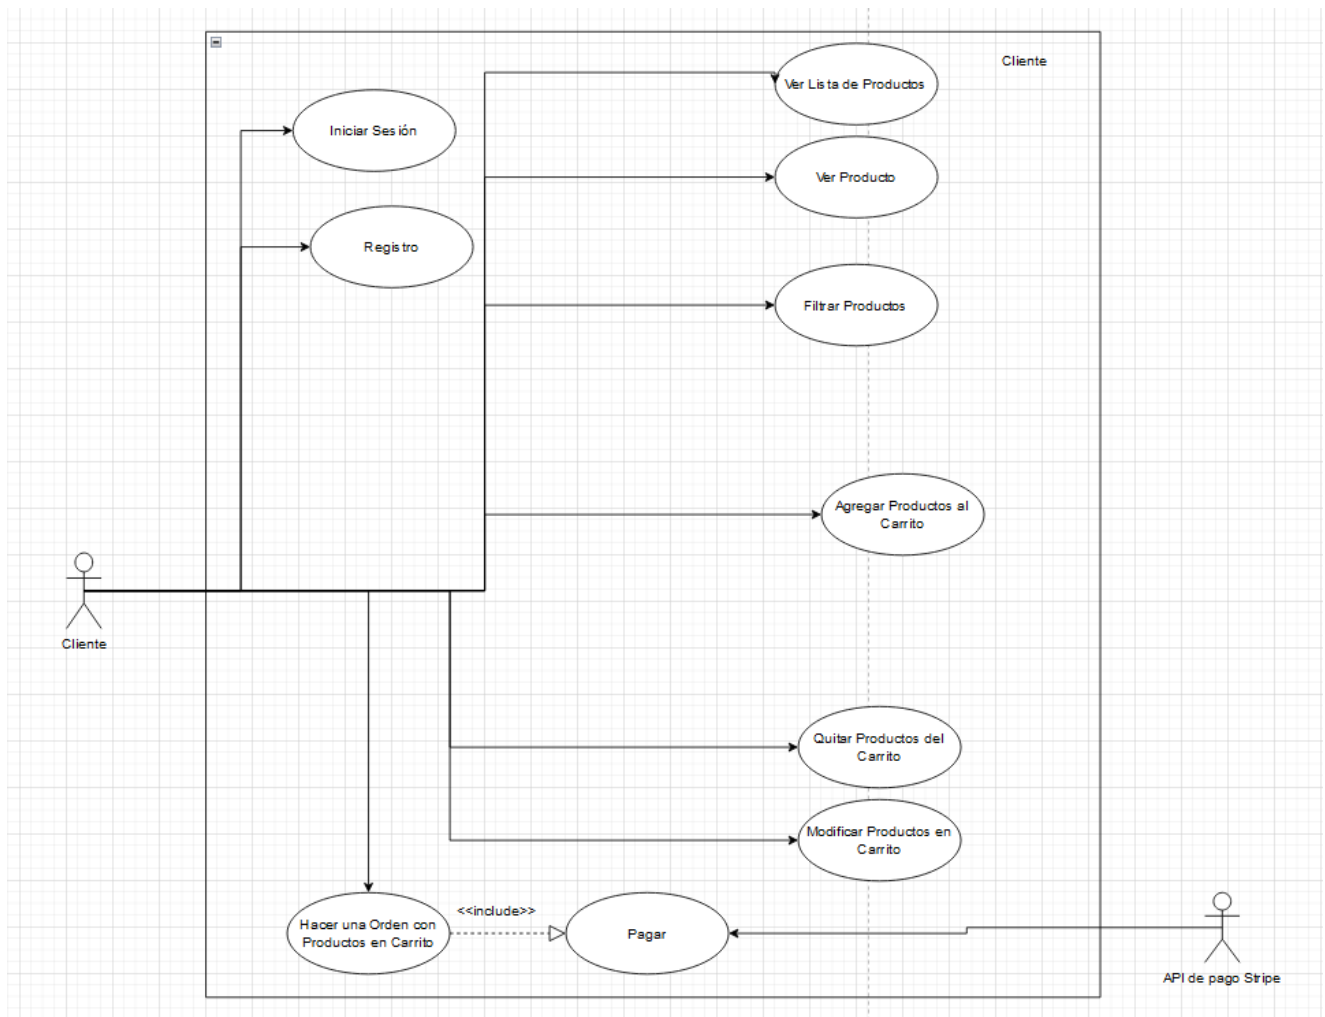 Cliente
Ver Lista de Productos
Iniciar Sesión
Ver Producto
Registro
Filtrar Productos
Agregar Productos al
Carrito
Cliente
Quitar Productos del
Carrito
Modificar Productos en
Carrito
Hacer una Orden con
Productos en Carrito
<<include>>
Pagar
API de pago Stripe